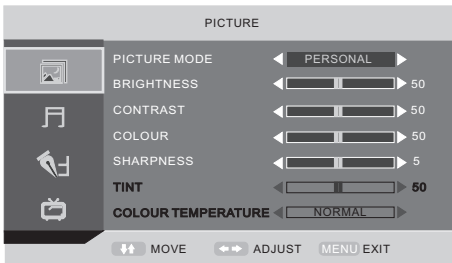 PICTURE
PICTURE MODE PERSONAL
BRIGHTNESS 50
CONTRAST 50
COLOUR 50
SHARPNESS 5
TINT 50
COLOUR TEMPERATURE NORMAL
MOVE ADJUST MENU EXIT